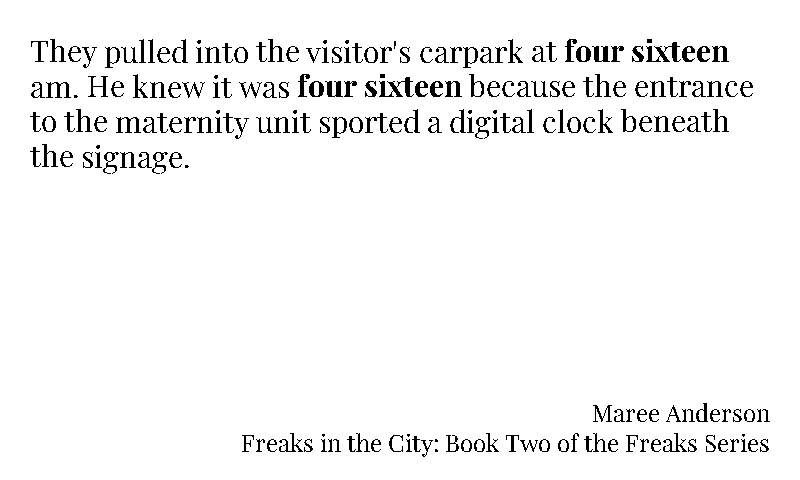 They pulled into the visitor's carpark at four sixteen
am. He knew it was four sixteen because the entrance
to the maternity unit sported a digital clock beneath
the signage.
Maree Anderson
Freaks in the City: Book Two of the Freaks Series